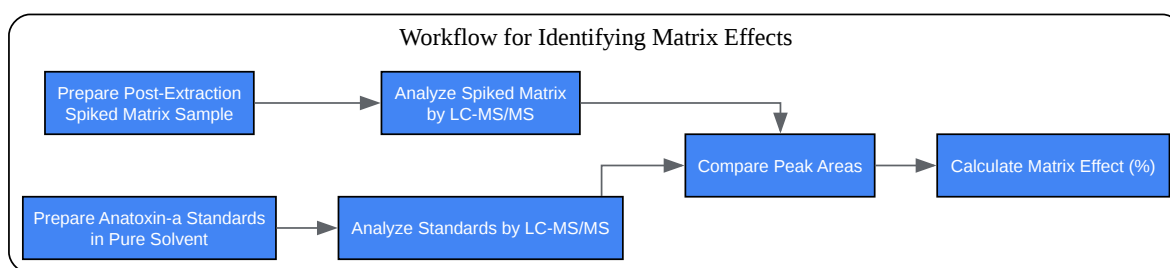 Workflow for Identifying Matrix Effects
Prepare Post-Extraction
Spiked Matrix Sample
Analyze Spiked Matrix
by LC-MS/MS
Compare Peak Areas
Calculate Matrix Effect (%)
Prepare Anatoxin-a Standards
in Pure Solvent
Analyze Standards by LC-MS/MS